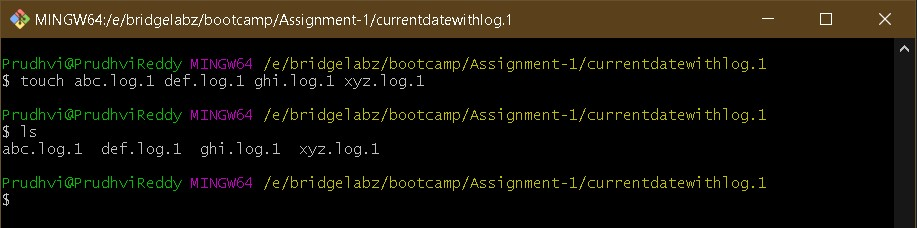 MINGW64:/e/bridgelabz/bootcamp/Assignment-1/currentdatewithlog.1
Prudhvi@PrudhviReddy MINGW64 /e/bridgelabz/bootcamp/Assignment-1/currentdatewithlog.1
$ touch abc.log.1 def.log.1 ghi.log.1 xyz.log.1
Prudhvi@PrudhviReddy MINGW64 /e/bridgelabz/bootcamp/Assignment-1/currentdatewithlog.1
$ ls
abc.log.1  def.log.1  ghi.log.1  xyz.log.1
Prudhvi@PrudhviReddy MINGW64 /e/bridgelabz/bootcamp/Assignment-1/currentdatewithlog.1
$